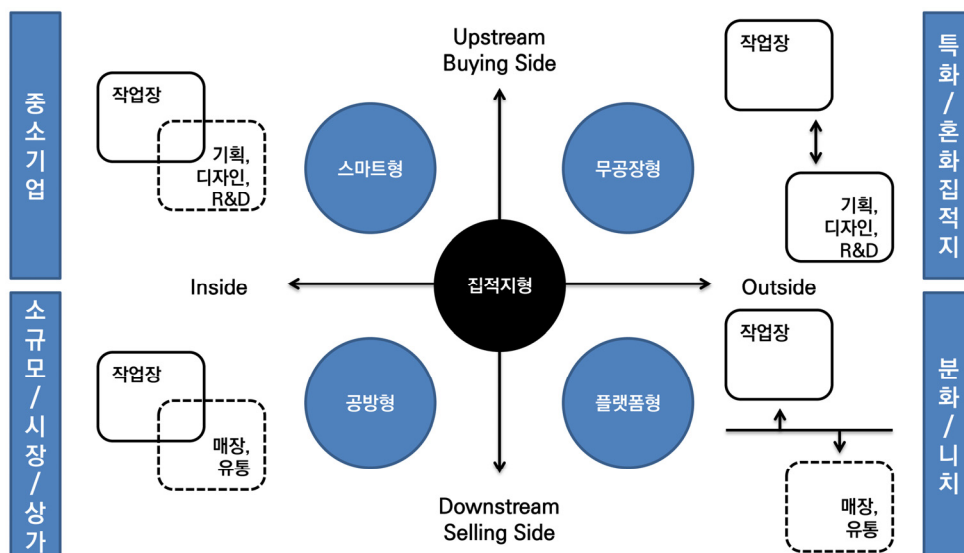 중소기업
작업장
기획,
디자인,
R&D
스마트형
Upstream
Buying Side
무공장형
작업장
기획,
디자인,
R&D
특화/혼화집적지
Inside
집적지형
Outside
소규모/시장/상가
작업장
매장,
유통
공방형
Downstream
Selling Side
플랫폼형
작업장
매장,
유통
분화/니치